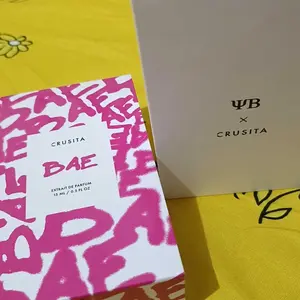 CRUSITA
BAE
EXTRAIT DE PARFUM
15 ML / 0.5 FL OZ
ΨB
×
CRUSITA